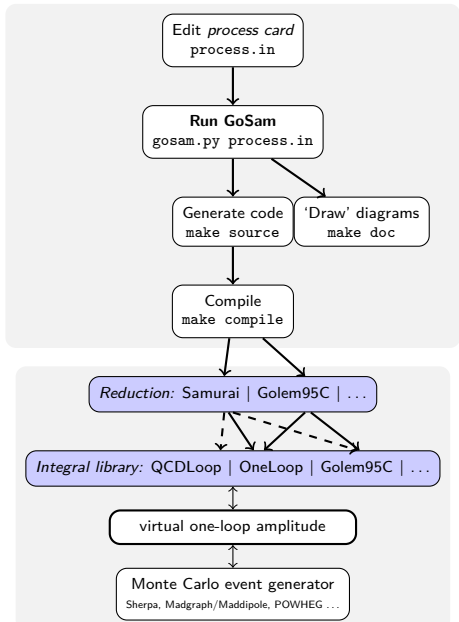 Edit process card
process.in
Run GoSam
gosam.py process.in
Generate code
make source
‘Draw’ diagrams
make doc
Compile
make compile
Reduction: Samurai | Golem95C | ...
Integral library: QCDLoop | OneLoop | Golem95C | ...
virtual one-loop amplitude
Monte Carlo event generator
Sherpa, Madgraph/Maddipole, POWHEG ...